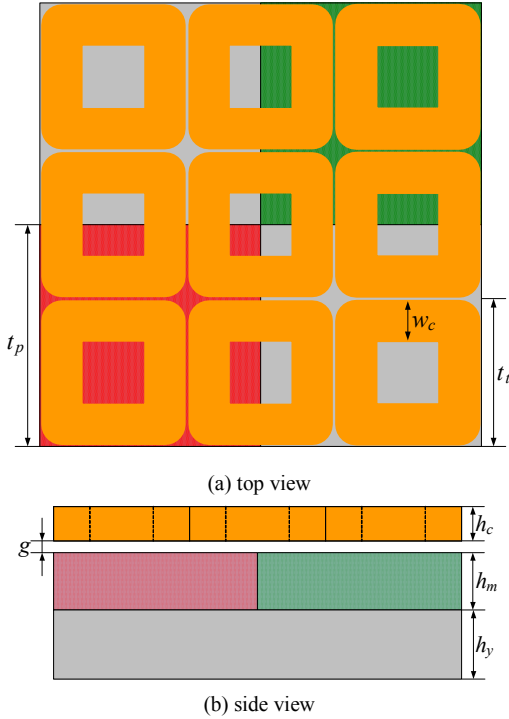 w_c
t_p
t_t
(a) top view
h_c
g
h_m
h_y
(b) side view